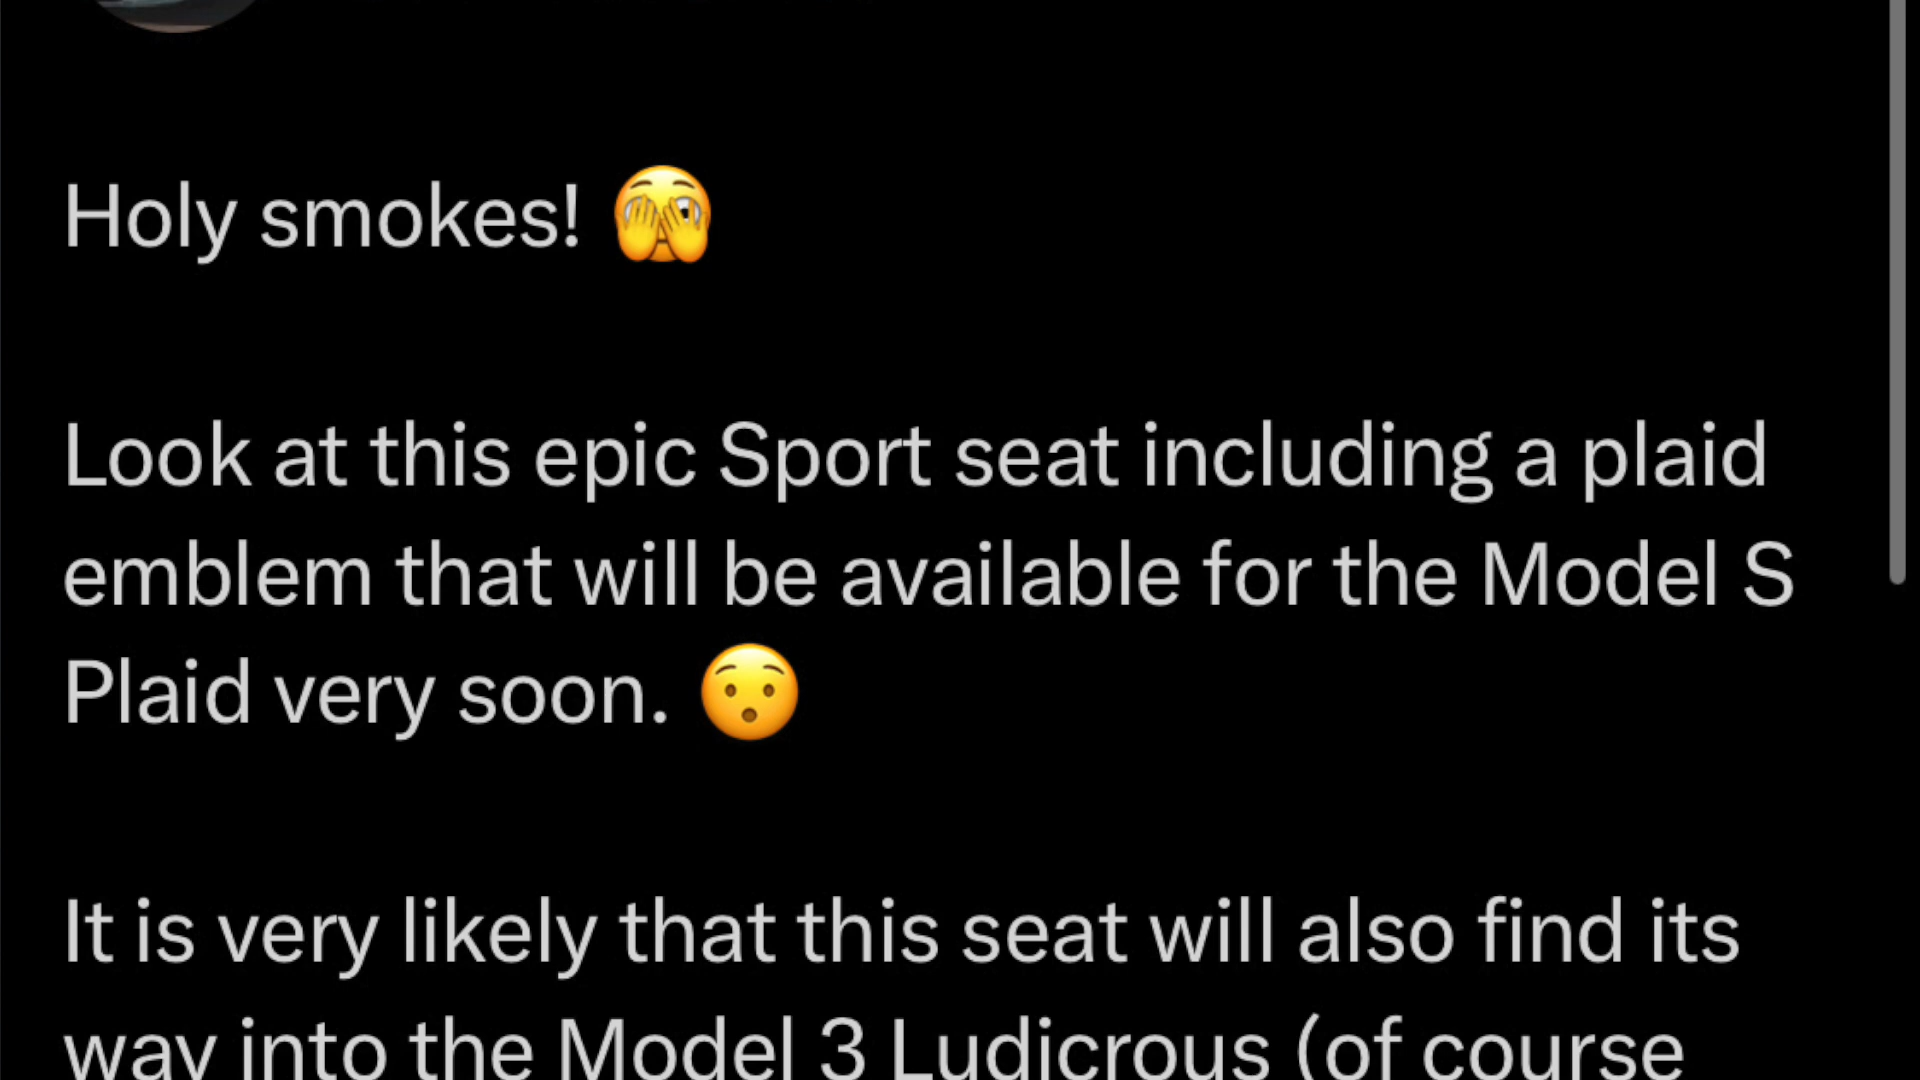 Holy smokes! 🫣
Look at this epic Sport seat including a plaid
emblem that will be available for the Model S
Plaid very soon. 😯
It is very likely that this seat will also find its
way into the Model 3 Ludicrous (of course